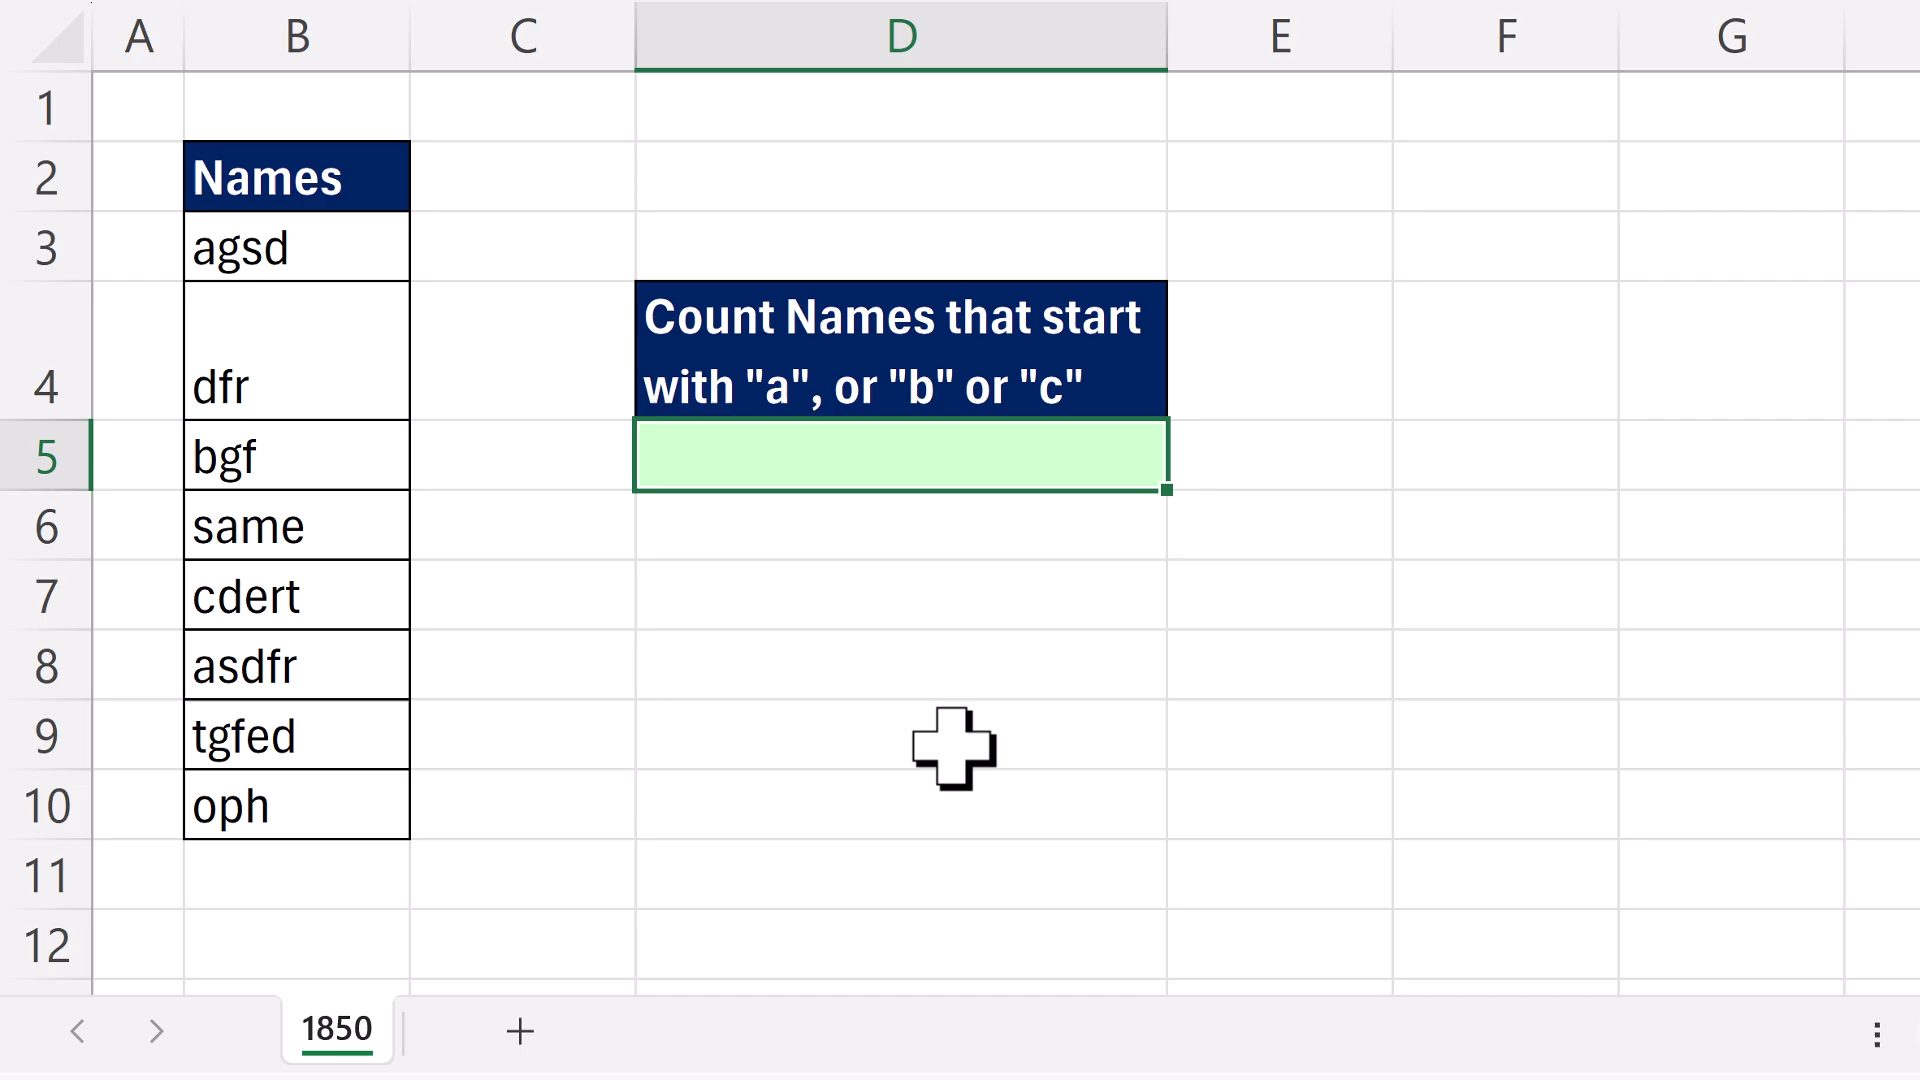 A B C D E F G
1
2 Names
3 agsd
Count Names that start
4 dfr with "a", or "b" or "c"
5 bgf
6 same
7 cdert
8 asdfr
9 tgfed
10 oph
11
12
1850